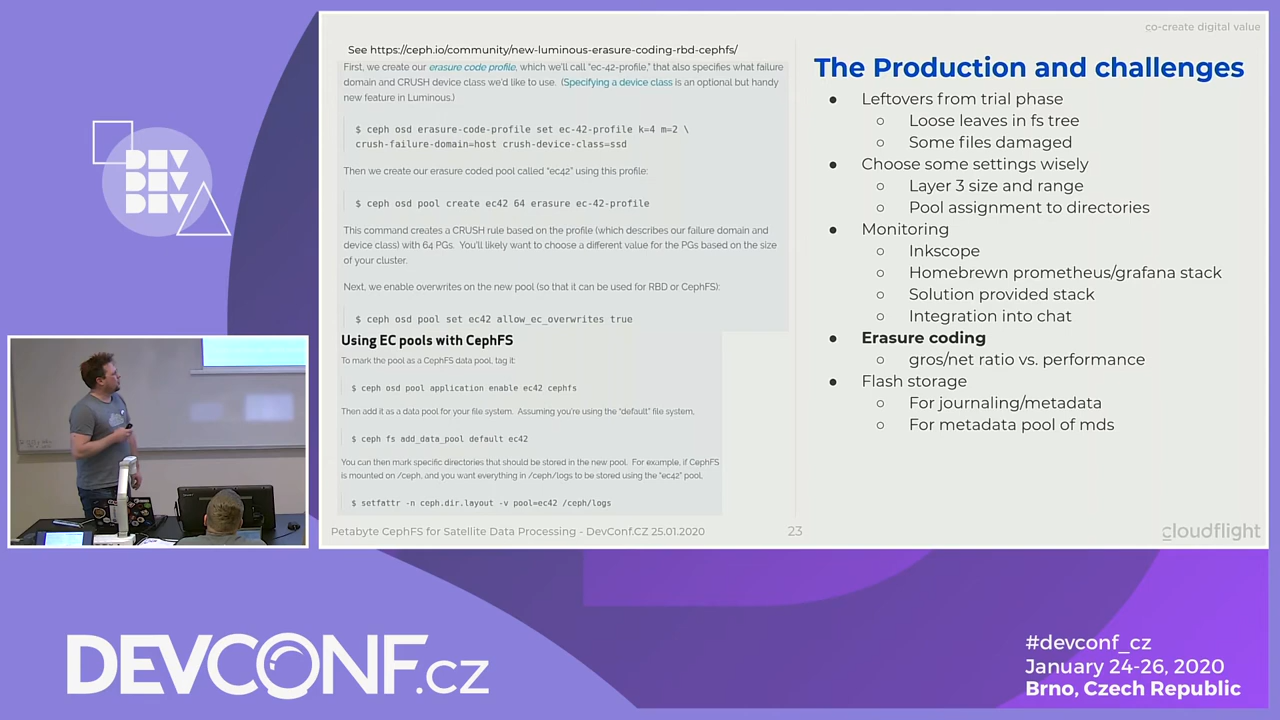 co-create digital value
See https://ceph.io/community/new-luminous-erasure-coding-rbd-cephfs/
First, we create our erasure code profile, which we'll call "ec-42-profile," that also specifies what failure
domain and CRUSH device class we'd like to use. (Specifying a device class is an optional but handy
new feature in Luminous.)
$ ceph osd erasure-code-profile set ec-42-profile k=4 m=2 \
crush-failure-domain=host crush-device-class=ssd
Then we create our erasure coded pool called "ec42" using this profile:
$ ceph osd pool create ec42 64 erasure ec-42-profile
This command creates a CRUSH rule based on the profile (which describes our failure domain and
device class) with 64 PGs. You'll likely want to choose a different value for the PGs based on the size
of your cluster.
Next, we enable overwrites on the new pool (so that it can be used for RBD or CephFS):
$ ceph osd pool set ec42 allow_ec_overwrites true
Using EC pools with CephFS
To mark the pool as a CephFS data pool, tag it:
$ ceph osd pool application enable ec42 cephfs
Then add it as a data pool for your file system. Assuming you're using the "default" file system,
$ ceph fs add_data_pool default ec42
You can then mark specific directories that should be stored in the new pool. For example, if CephFS
is mounted on /ceph, and you want everything in /ceph/logs to be stored using the "ec42" pool,
$ setfattr -n ceph.dir.layout -v pool=ec42 /ceph/logs
The Production and challenges
● Leftovers from trial phase
○ Loose leaves in fs tree
○ Some files damaged
● Choose some settings wisely
○ Layer 3 size and range
○ Pool assignment to directories
● Monitoring
○ Inkscope
○ Homebrewn prometheus/grafana stack
○ Solution provided stack
○ Integration into chat
● Erasure coding
○ gros/net ratio vs. performance
● Flash storage
○ For journaling/metadata
○ For metadata pool of mds
Petabyte CephFS for Satellite Data Processing - DevConf.CZ 25.01.2020
23
cloudflight
DEV
DEV
DEV
DEVCONF.cz
#devconf_cz
January 24-26, 2020
Brno, Czech Republic